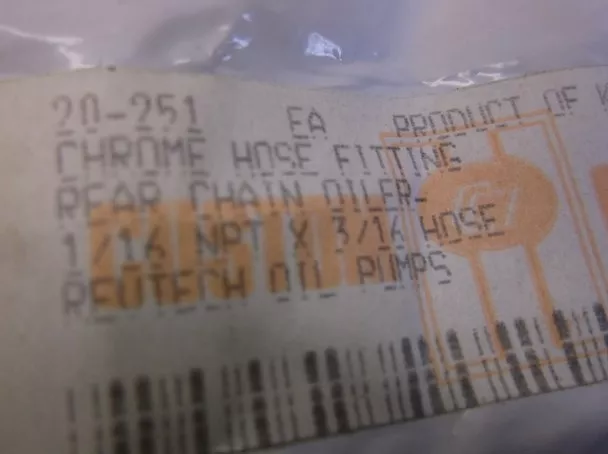 20-251 EA PRODUCT OF
CHROME HOSE FITTING
REAR CHAIN OILER-
1/16 NPT X 3/16 HOSE
REVTECH OIL PUMPS